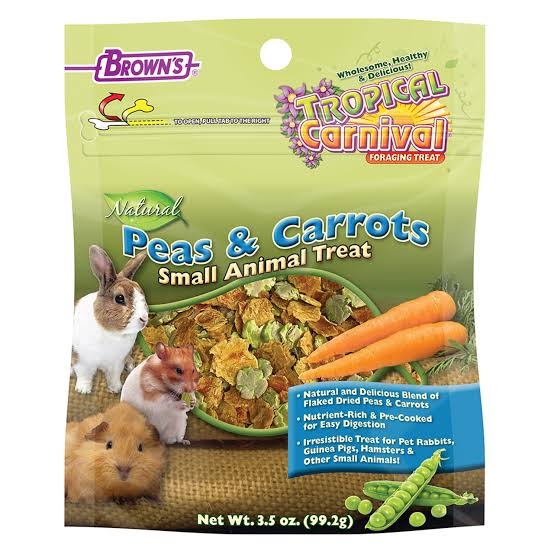 BROWN'S®
TO OPEN, PULL TAB TO THE RIGHT
Wholesome, Healthy
& Delicious!
TROPICAL
Carnival®
FORAGING TREAT
Natural
Peas & Carrots
Small Animal Treat
• Natural and Delicious Blend of
Flaked Dried Peas & Carrots
• Nutrient-Rich & Pre-Cooked
for Easy Digestion
• Irresistible Treat for Pet Rabbits,
Guinea Pigs, Hamsters &
Other Small Animals!
Net Wt. 3.5 oz. (99.2g)